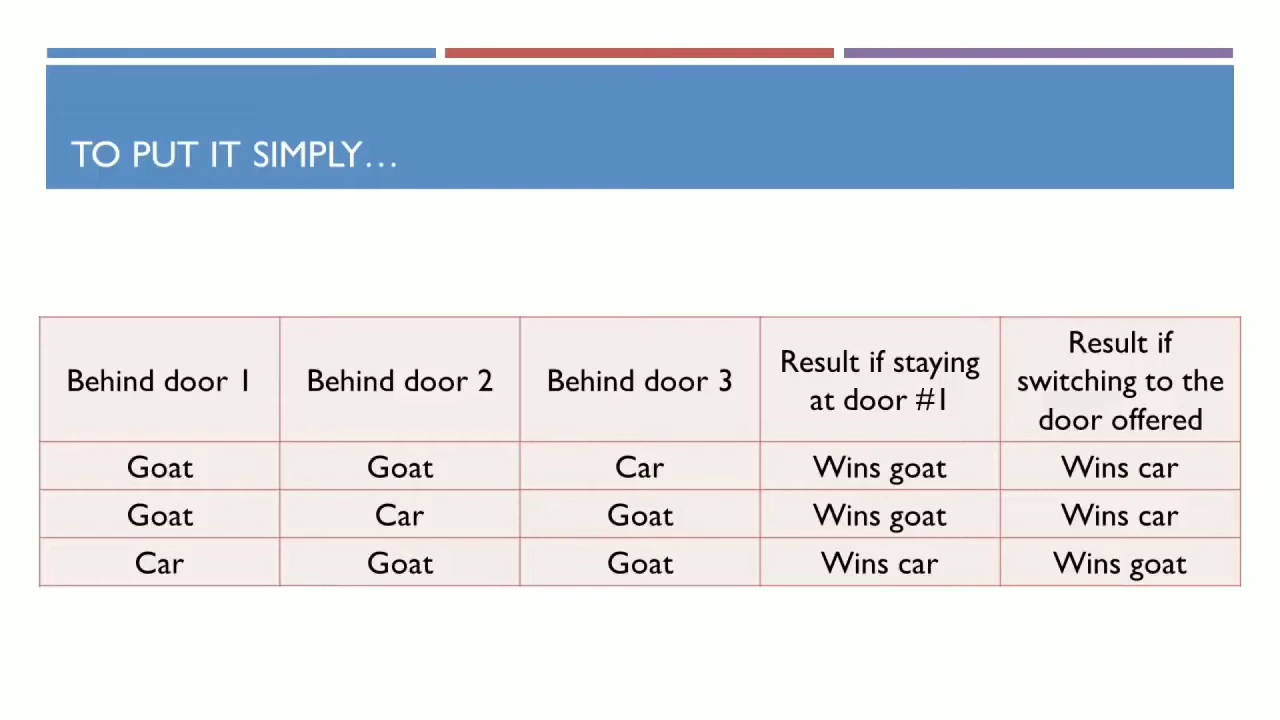 TO PUT IT SIMPLY…
Behind door 1
Behind door 2
Behind door 3
Result if staying
at door #1
Result if
switching to the
door offered
Goat
Goat
Car
Wins goat
Wins car
Goat
Car
Goat
Wins goat
Wins car
Car
Goat
Goat
Wins car
Wins goat